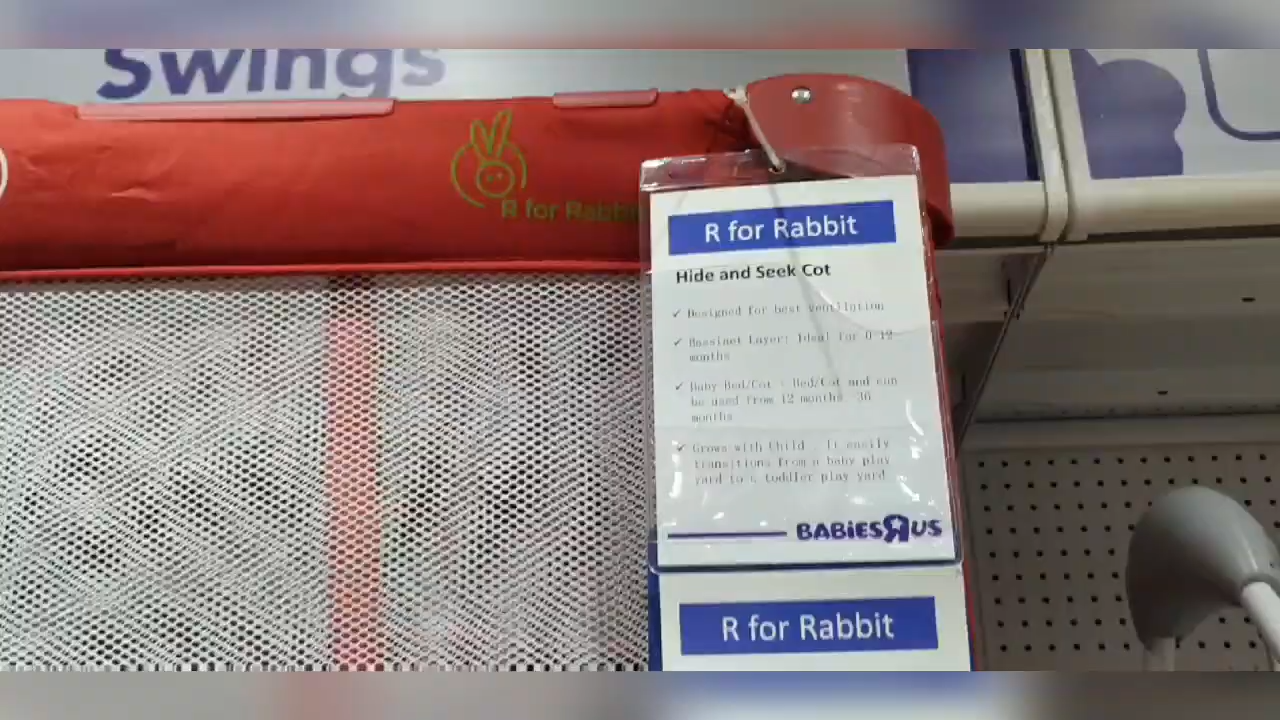 Swings
R for Rabbit
R for Rabbit
Hide and Seek Cot
✓ Designed for best ventilation
✓ Bassinet Layer: Ideal for 0-12
months
✓ Baby Bed/Cot : Bed/Cot and can
be used from 12 months -36
months
✓ Grows with Child - It easily
transitions from a baby play
yard to a toddler play yard
BABIESRUS
R for Rabbit